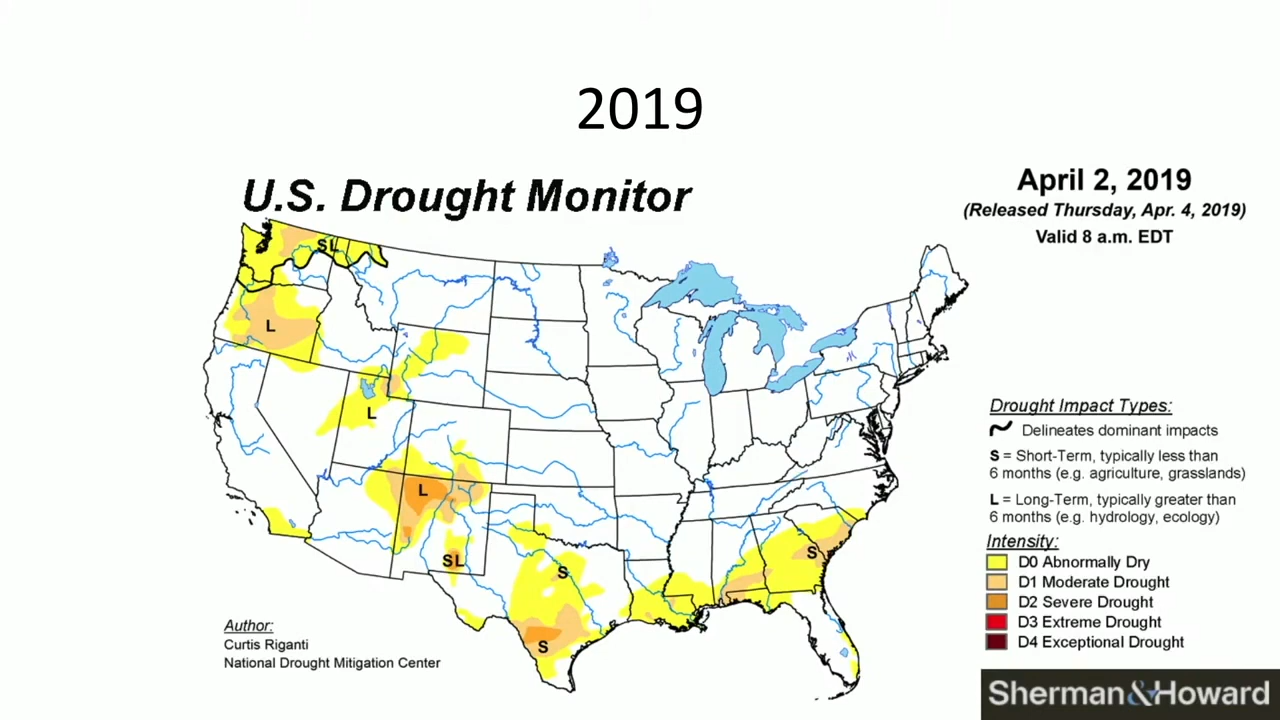 2019
U.S. Drought Monitor
April 2, 2019
(Released Thursday, Apr. 4, 2019)
Valid 8 a.m. EDT
SL
L
L
L
SL
S
S
S
Drought Impact Types:
Delineates dominant impacts
S = Short-Term, typically less than
6 months (e.g. agriculture, grasslands)
L = Long-Term, typically greater than
6 months (e.g. hydrology, ecology)
Intensity:
D0 Abnormally Dry
D1 Moderate Drought
D2 Severe Drought
D3 Extreme Drought
D4 Exceptional Drought
Author:
Curtis Riganti
National Drought Mitigation Center
Sherman&Howard